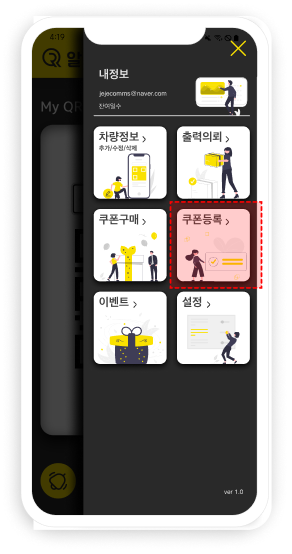 4:19
알
내정보
jejecomms@naver.com
잔여일수
My QR
차량정보 >
추가/수정/삭제
출력의뢰 >
쿠폰구매 >
쿠폰등록 >
이벤트 >
설정 >
ver 1.0